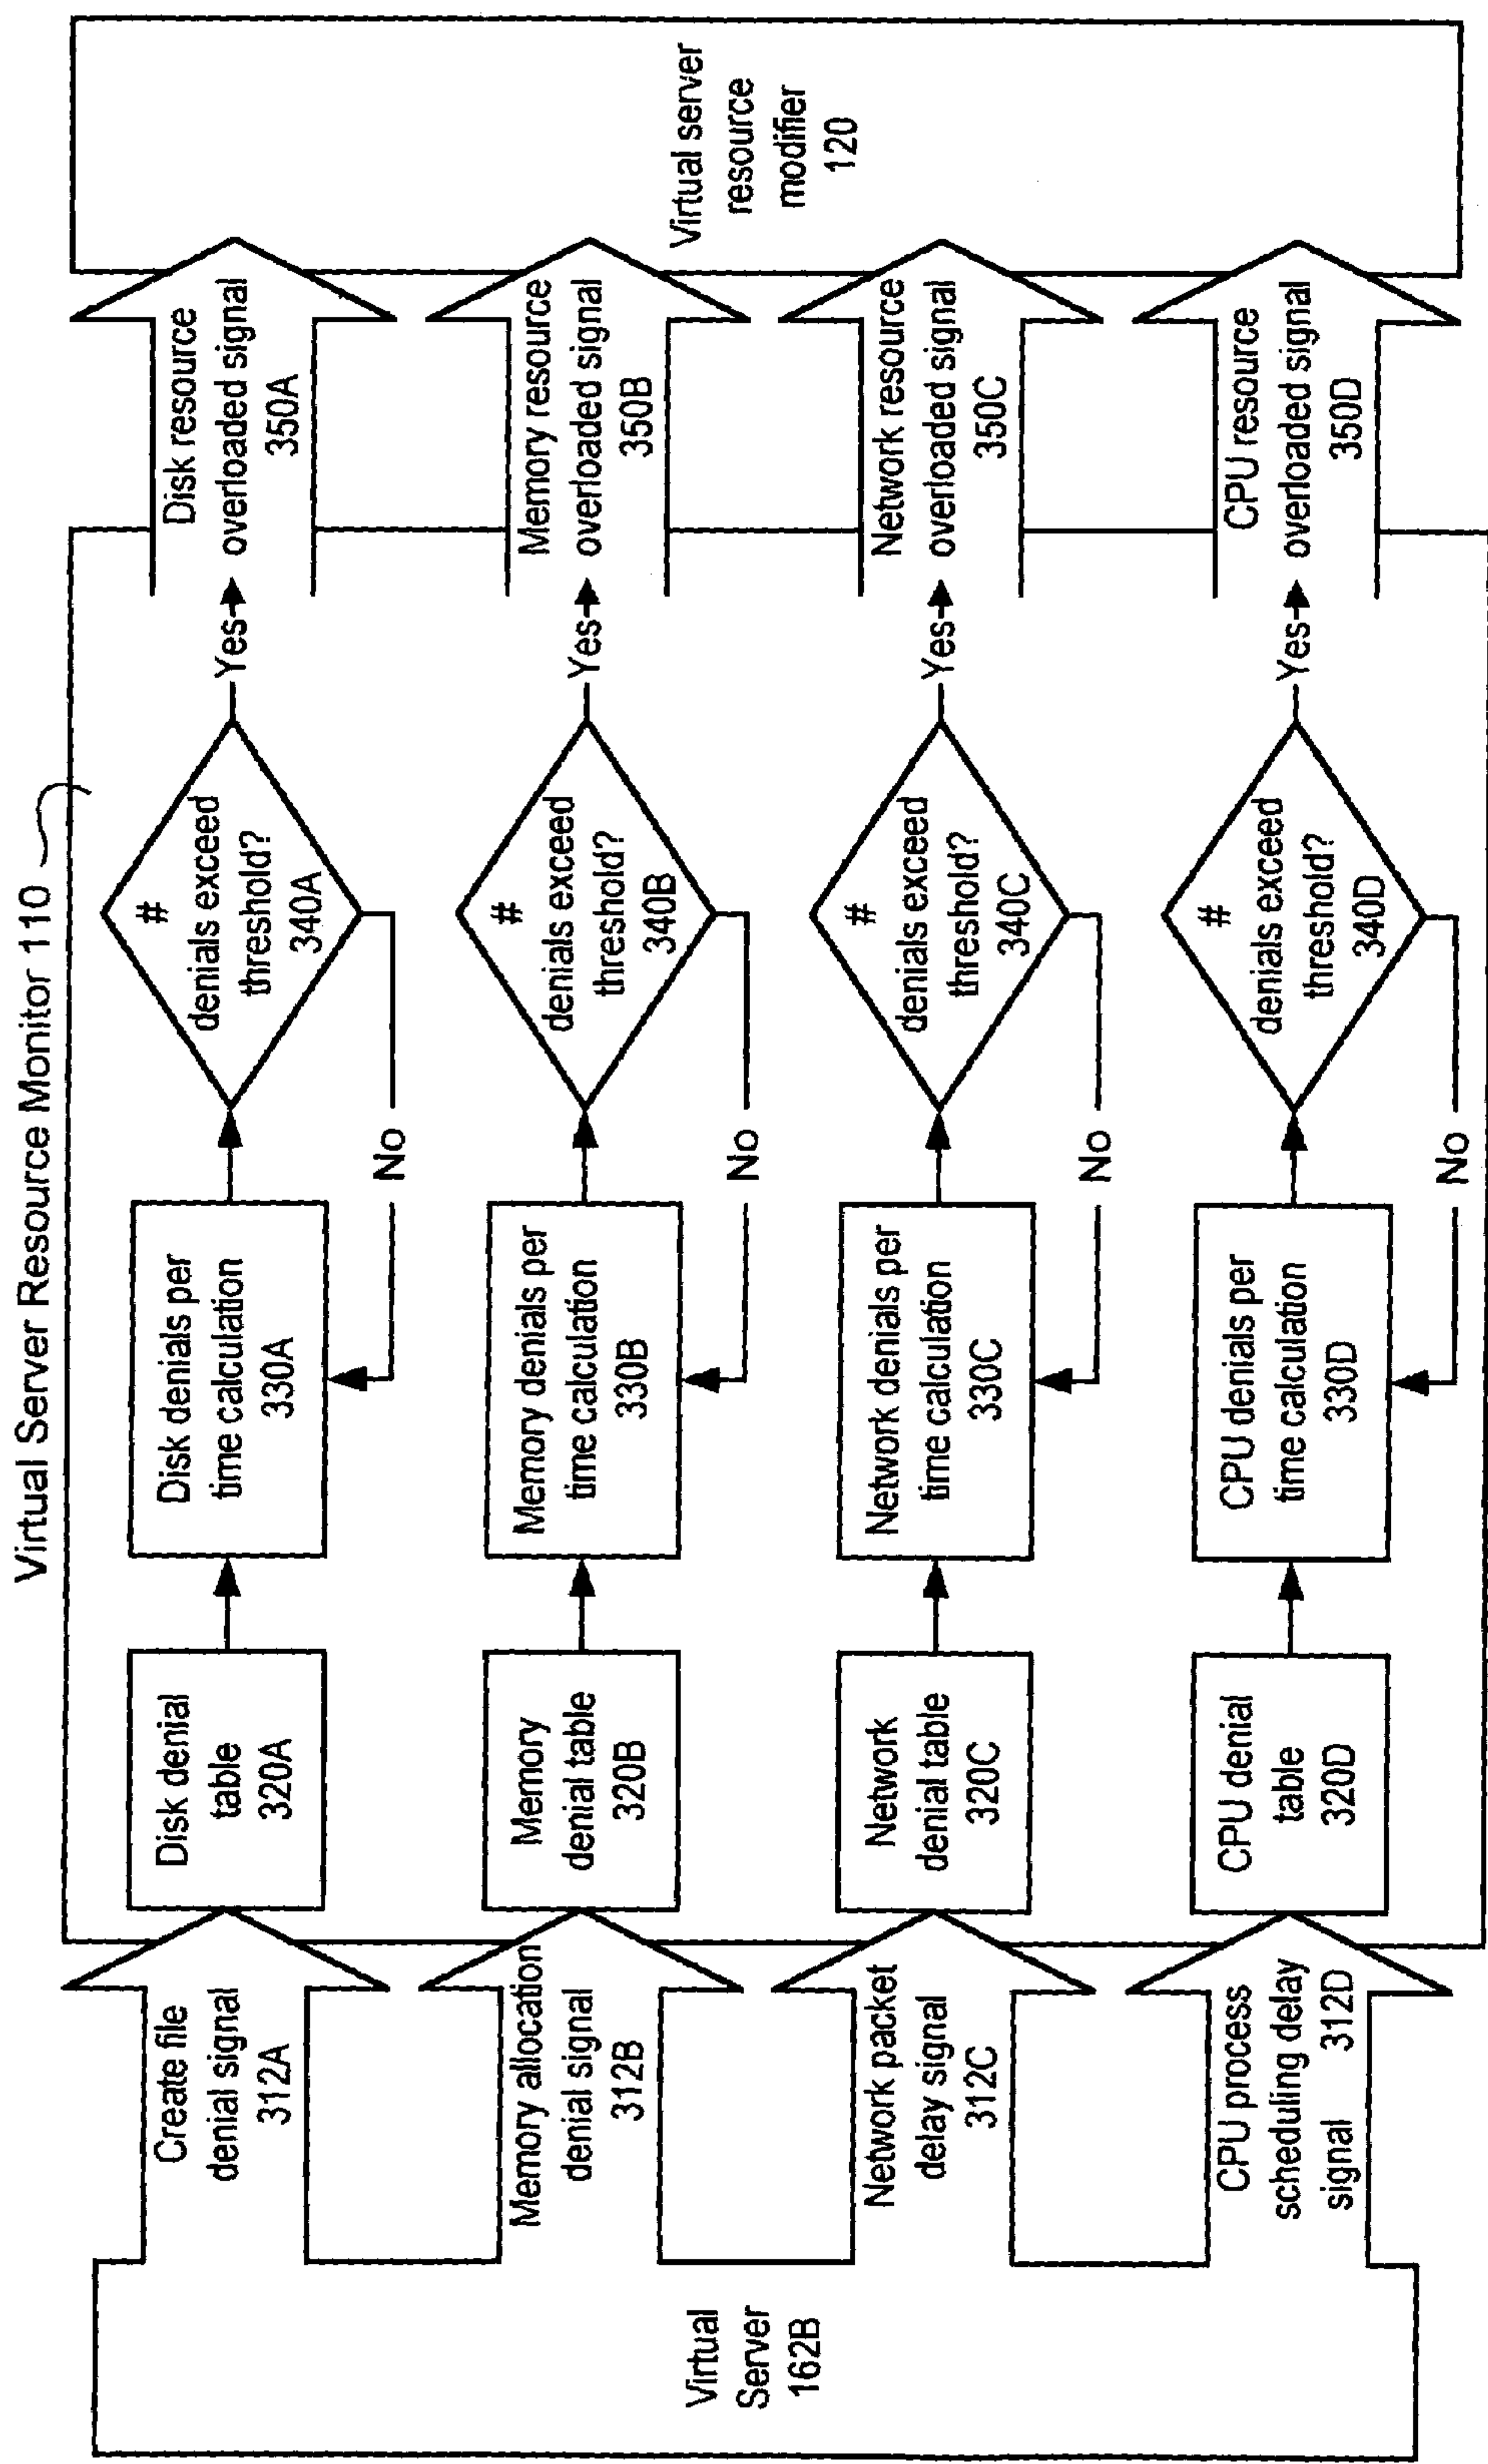 Virtual Server Resource Monitor 110
Virtual
Server
162B
Create file
denial signal
312A
Disk denial
table
320A
Disk denials per
time calculation
330A
#
denials exceed
threshold?
340A
No
Yes
Disk resource
overloaded signal
350A
Memory allocation
denial signal
312B
Memory
denial table
320B
Memory denials per
time calculation
330B
#
denials exceed
threshold?
340B
No
Yes
Memory resource
overloaded signal
350B
Network packet
delay signal
312C
Network
denial table
320C
Network denials per
time calculation
330C
#
denials exceed
threshold?
340C
No
Yes
Network resource
overloaded signal
350C
CPU process
scheduling delay
signal 312D
CPU denial
table
320D
CPU denials per
time calculation
330D
#
denials exceed
threshold?
340D
No
Yes
CPU resource
overloaded signal
350D
Virtual server
resource
modifier
120